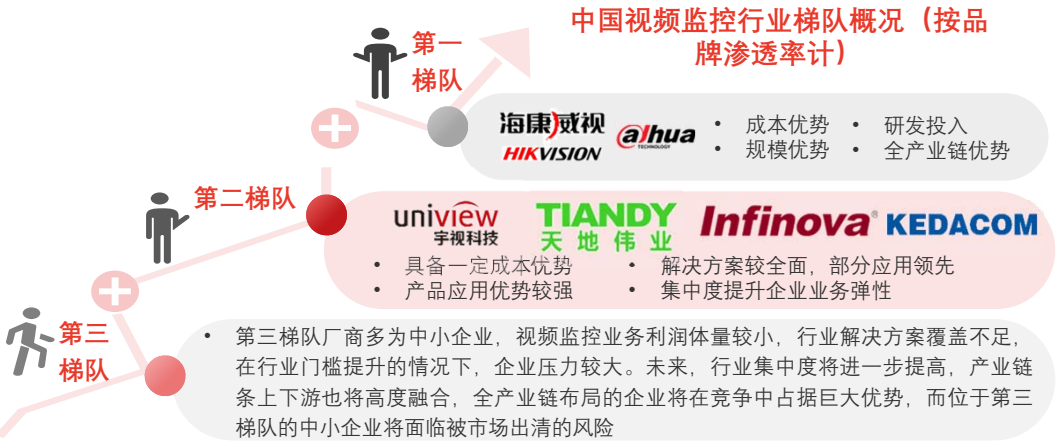 中国视频监控行业梯队概况（按品
牌渗透率计）
第一
梯队
海康威视
HIKVISION
alhua
TECHNOLOGY
• 成本优势 • 研发投入
• 规模优势 • 全产业链优势
第二梯队
uniview
宇视科技
TIANDY
天地伟业
Infinova®
KEDACOM
• 具备一定成本优势 • 解决方案较全面，部分应用领先
• 产品应用优势较强 • 集中度提升企业业务弹性
第三
梯队
• 第三梯队厂商多为中小企业，视频监控业务利润体量较小，行业解决方案覆盖不足，
在行业门槛提升的情况下，企业压力较大。未来，行业集中度将进一步提高，产业链
条上下游也将高度融合，全产业链布局的企业将在竞争中占据巨大优势，而位于第三
梯队的中小企业将面临被市场出清的风险